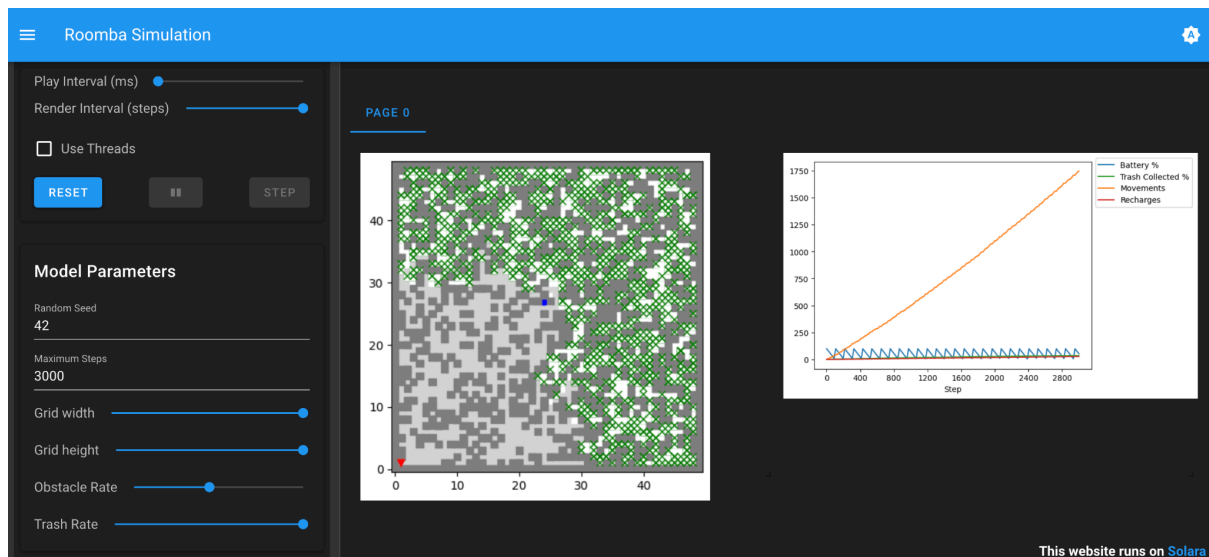 Roomba Simulation
A
Play Interval (ms)
Render Interval (steps)
Use Threads
RESET
STEP
Model Parameters
Random Seed
42
Maximum Steps
3000
Grid width
Grid height
Obstacle Rate
Trash Rate
PAGE 0
40
30
20
10
0
0 10 20 30 40
1750
1500
1250
1000
750
500
250
0
0 400 800 1200 1600 2000 2400 2800
Step
Battery %
Trash Collected %
Movements
Recharges
This website runs on Solara